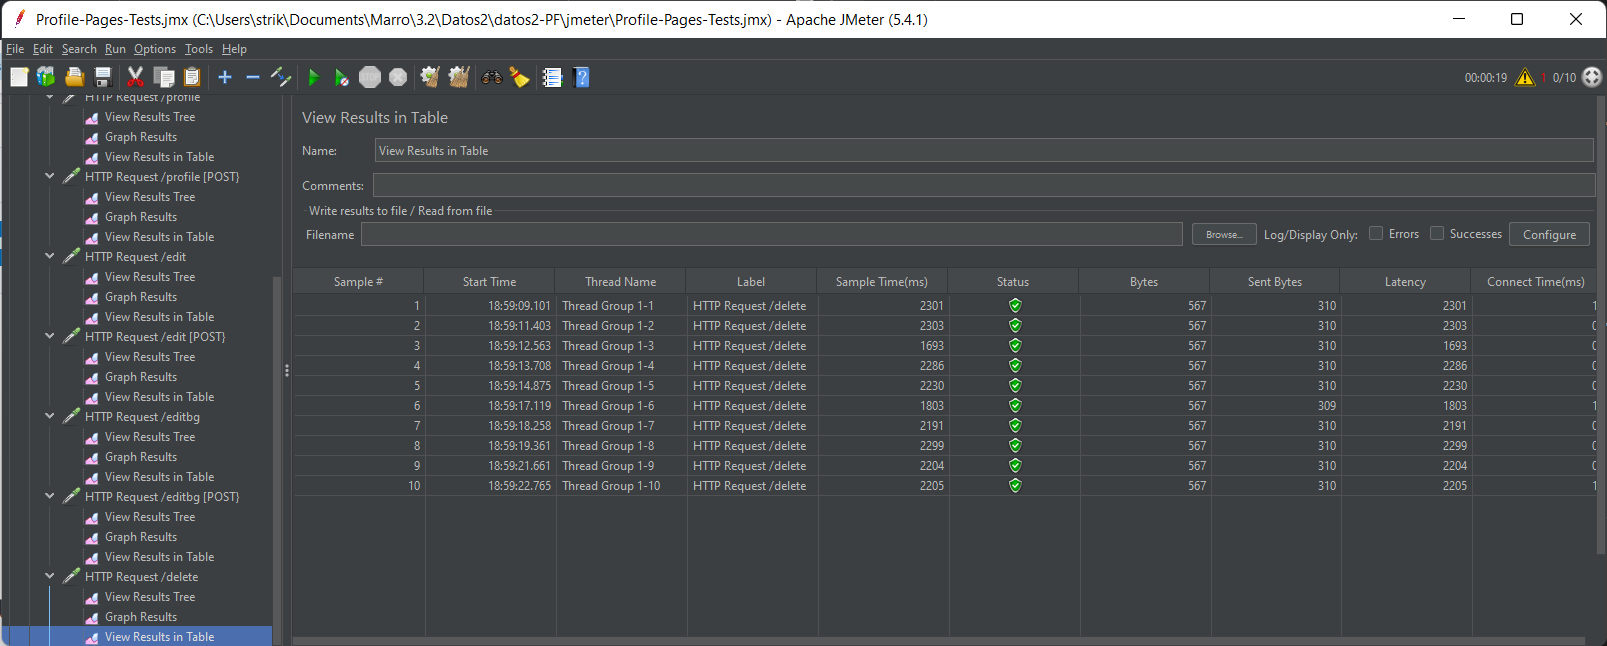 Profile-Pages-Tests.jmx (C:\Users\strik\Documents\Marro\3.2\Datos2\datos2-PF\jmeter\Profile-Pages-Tests.jmx) - Apache JMeter (5.4.1)
File Edit Search Run Options Tools Help
STOP 00:00:19 1 0/10
HTTP Request /profile
View Results Tree
Graph Results
View Results in Table
HTTP Request /profile [POST}
View Results Tree
Graph Results
View Results in Table
HTTP Request /edit
View Results Tree
Graph Results
View Results in Table
HTTP Request /edit [POST}
View Results Tree
Graph Results
View Results in Table
HTTP Request /editbg
View Results Tree
Graph Results
View Results in Table
HTTP Request /editbg [POST}
View Results Tree
Graph Results
View Results in Table
HTTP Request /delete
View Results Tree
Graph Results
View Results in Table
View Results in Table
Name: View Results in Table
Comments:
Write results to file / Read from file
Filename Browse... Log/Display Only: Errors Successes Configure
Sample # Start Time Thread Name Label Sample Time(ms) Status Bytes Sent Bytes Latency Connect Time(ms)
1 18:59:09.101 Thread Group 1-1 HTTP Request /delete 2301 567 310 2301
2 18:59:11.403 Thread Group 1-2 HTTP Request /delete 2303 567 310 2303
3 18:59:12.563 Thread Group 1-3 HTTP Request /delete 1693 567 310 1693
4 18:59:13.708 Thread Group 1-4 HTTP Request /delete 2286 567 310 2286
5 18:59:14.875 Thread Group 1-5 HTTP Request /delete 2230 567 310 2230
6 18:59:17.119 Thread Group 1-6 HTTP Request /delete 1803 567 309 1803
7 18:59:18.258 Thread Group 1-7 HTTP Request /delete 2191 567 310 2191
8 18:59:19.361 Thread Group 1-8 HTTP Request /delete 2299 567 310 2299
9 18:59:21.661 Thread Group 1-9 HTTP Request /delete 2204 567 310 2204
10 18:59:22.765 Thread Group 1-10 HTTP Request /delete 2205 567 310 2205